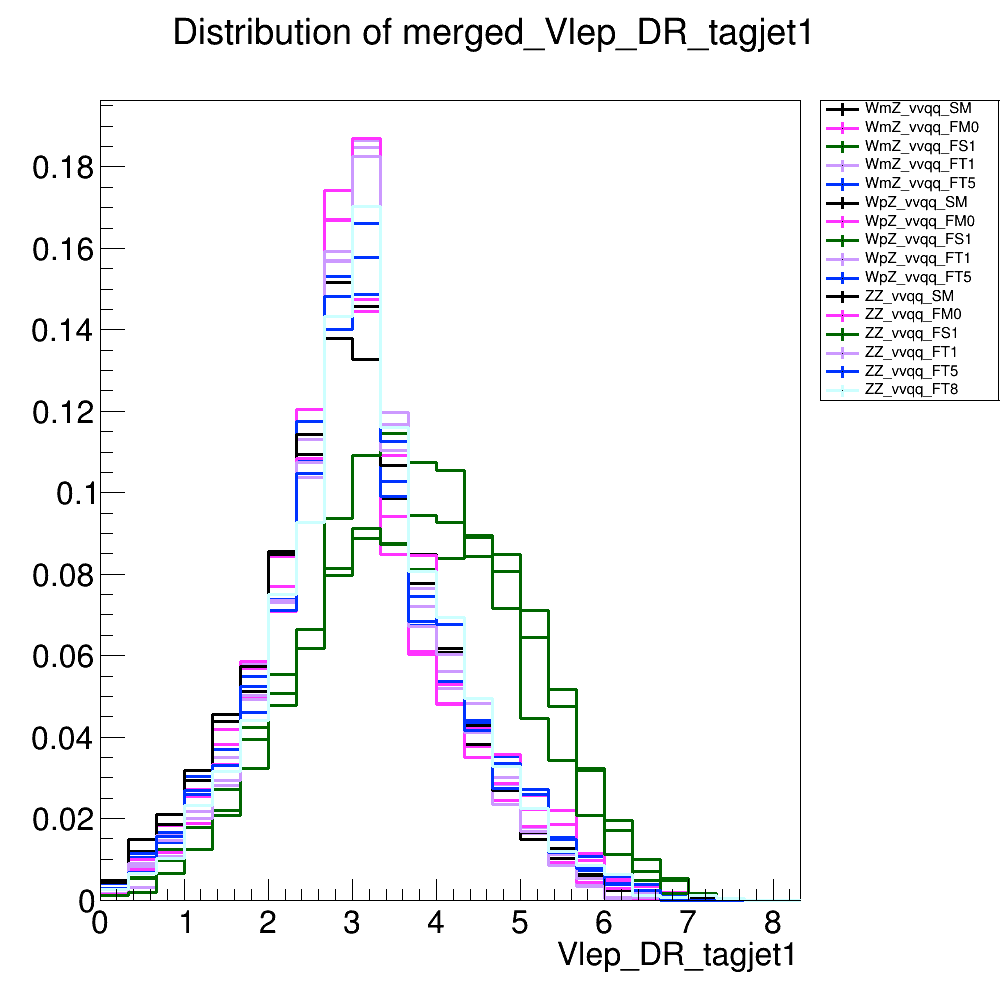 Distribution of merged_Vlep_DR_tagjet1
WmZ_vvqq_SM
WmZ_vvqq_FM0
WmZ_vvqq_FS1
WmZ_vvqq_FT1
WmZ_vvqq_FT5
WpZ_vvqq_SM
WpZ_vvqq_FM0
WpZ_vvqq_FS1
WpZ_vvqq_FT1
WpZ_vvqq_FT5
ZZ_vvqq_SM
ZZ_vvqq_FM0
ZZ_vvqq_FS1
ZZ_vvqq_FT1
ZZ_vvqq_FT5
ZZ_vvqq_FT8
0.18
0.16
0.14
0.12
0.1
0.08
0.06
0.04
0.02
0
0 1 2 3 4 5 6 7 8
Vlep_DR_tagjet1